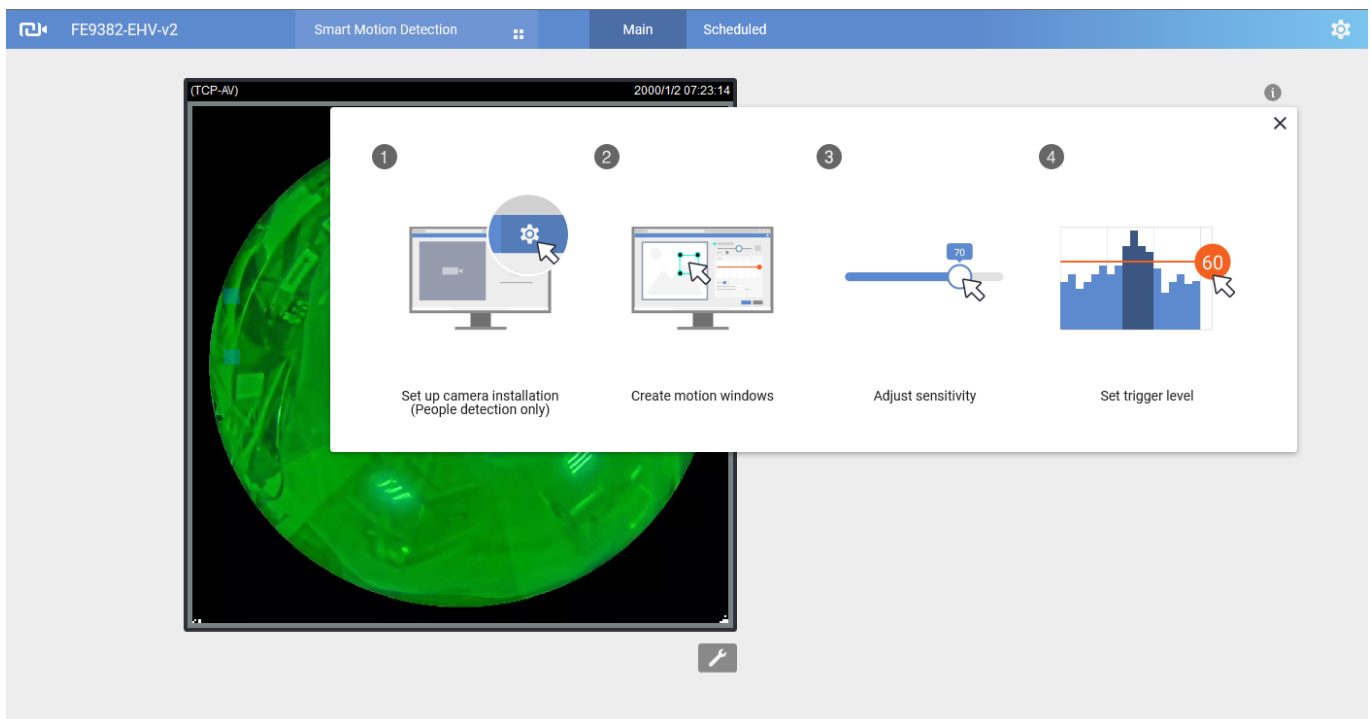 FE9382-EHV-v2
Smart Motion Detection
Main
Scheduled
(TCP-AV)
2000/1/2 07:23:14
i
1
2
3
4
70
60
Set up camera installation
(People detection only)
Create motion windows
Adjust sensitivity
Set trigger level